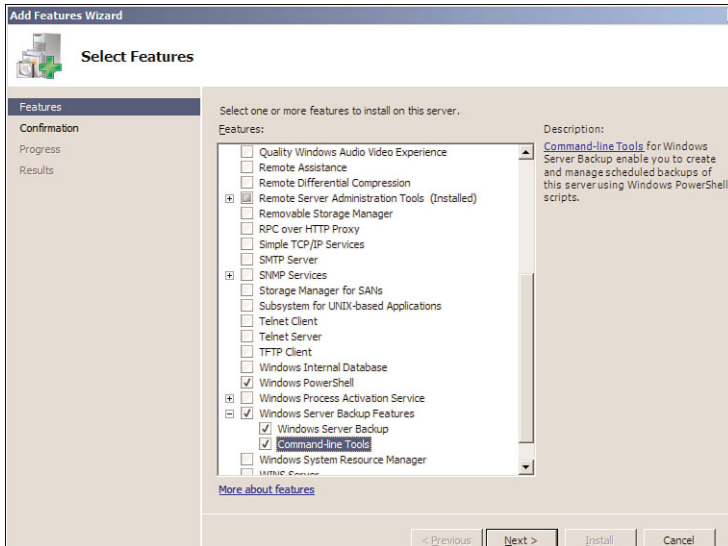 Add Features Wizard
Select Features
Features
Confirmation
Progress
Results
Select one or more features to install on this server.
Features:
Quality Windows Audio Video Experience
Remote Assistance
Remote Differential Compression
Remote Server Administration Tools (Installed)
Removable Storage Manager
RPC over HTTP Proxy
Simple TCP/IP Services
SMTP Server
SNMP Services
Storage Manager for SANs
Subsystem for UNIX-based Applications
Telnet Client
Telnet Server
TFTP Client
Windows Internal Database
Windows PowerShell
Windows Process Activation Service
Windows Server Backup Features
Windows Server Backup
Command-line Tools
Windows System Resource Manager
WINS Server
More about features
Description:
Command-line Tools for Windows
Server Backup enable you to create
and manage scheduled backups of
this server using Windows PowerShell
scripts.
< Previous
Next >
Install
Cancel